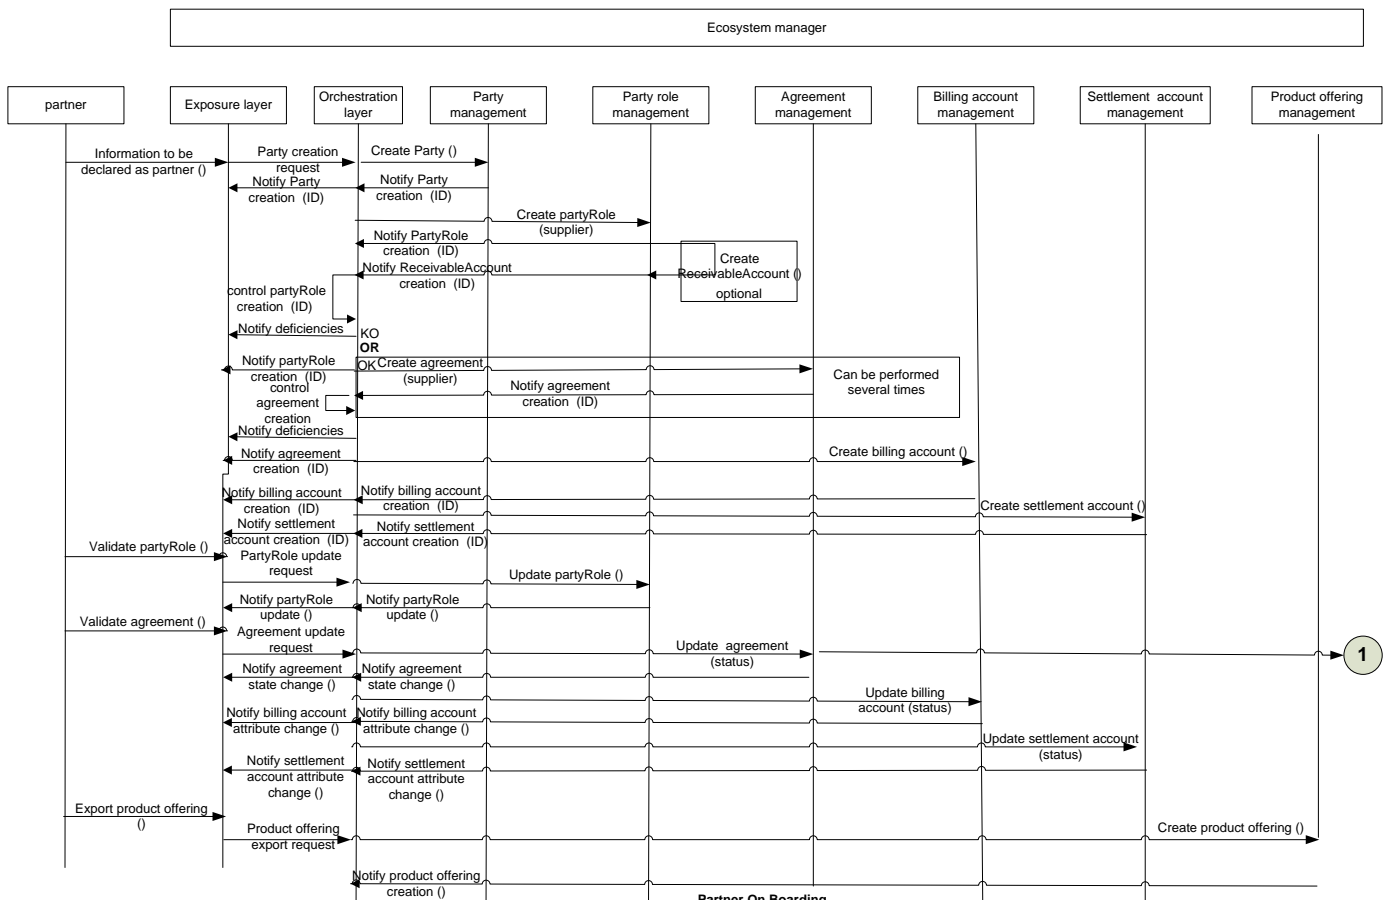 Ecosystem manager
partner
Exposure layer
Orchestration
layer
Party
management
Party role
management
Agreement
management
Billing account
management
Settlement  account
management
Product offering
management
Information to be
declared as partner ()
Party creation
request
Create Party ()
Notify Party
creation  (ID)
Notify Party
creation  (ID)
Create partyRole
(supplier)
Notify PartyRole
creation  (ID)
Create
ReceivableAccount ()
optional
Notify ReceivableAccount
creation  (ID)
control partyRole
creation  (ID)
Notify deficiencies
KO
OR
OK
Notify partyRole
creation  (ID)
Create agreement
(supplier)
Can be performed
several times
Notify agreement
creation  (ID)
control
agreement
creation
Notify deficiencies
Notify agreement
creation  (ID)
Create billing account ()
Notify billing account
creation  (ID)
Notify billing account
creation  (ID)
Create settlement account ()
Notify settlement
account creation  (ID)
Notify settlement
account creation  (ID)
Validate partyRole ()
PartyRole update
request
Update partyRole ()
Notify partyRole
update ()
Notify partyRole
update ()
Validate agreement ()
Agreement update
request
Update  agreement
(status)
1
Notify agreement
state change ()
Notify agreement
state change ()
Update billing
account (status)
Notify billing account
attribute change ()
Notify billing account
attribute change ()
Update settlement account
(status)
Notify settlement
account attribute
change ()
Notify settlement
account attribute
change ()
Export product offering
()
Product offering
export request
Create product offering ()
Notify product offering
creation ()
Partner On Boarding